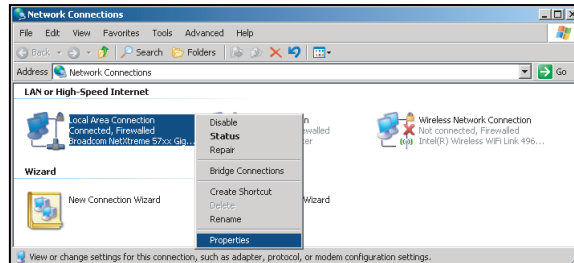 Network Connections
File Edit View Favorites Tools Advanced Help
Back Search Folders
Address Network Connections Go
LAN or High-Speed Internet
Local Area Connection
Connected, Firewalled
Broadcom NetXtreme 57xx Gig...
Disable
Status
Repair
Bridge Connections
Create Shortcut
Delete
Rename
Properties
Wireless Network Connection
Not connected, Firewalled
Intel(R) Wireless WiFi Link 496...
Wizard
New Connection Wizard
Wizard
View or change settings for this connection, such as adapter, protocol, or modem configuration settings.